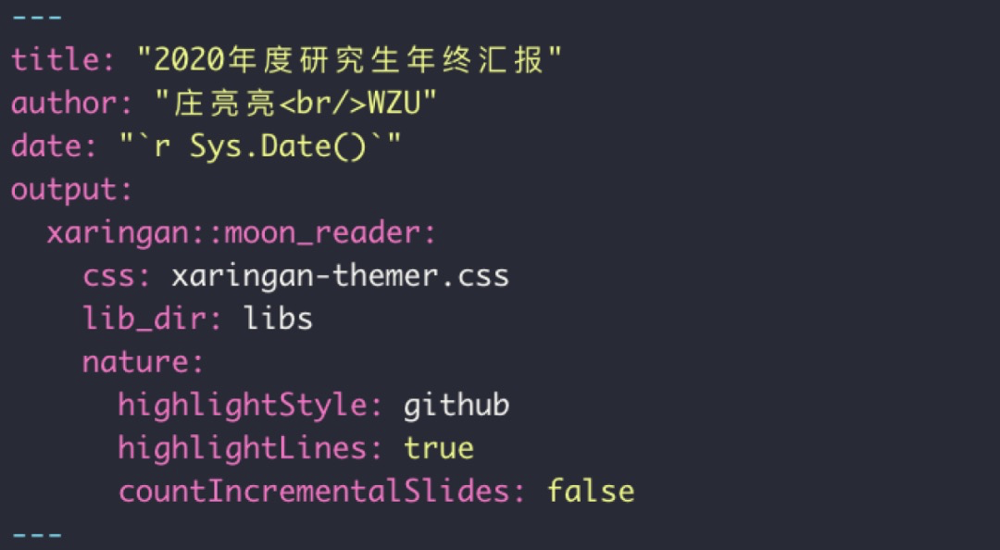 ---
title: "2020年度研究生年终汇报"
author: "庄亮亮<br/>WZU"
date: "`r Sys.Date()`"
output:
  xaringan::moon_reader:
    css: xaringan-themer.css
    lib_dir: libs
    nature:
      highlightStyle: github
      highlightLines: true
      countIncrementalSlides: false
---